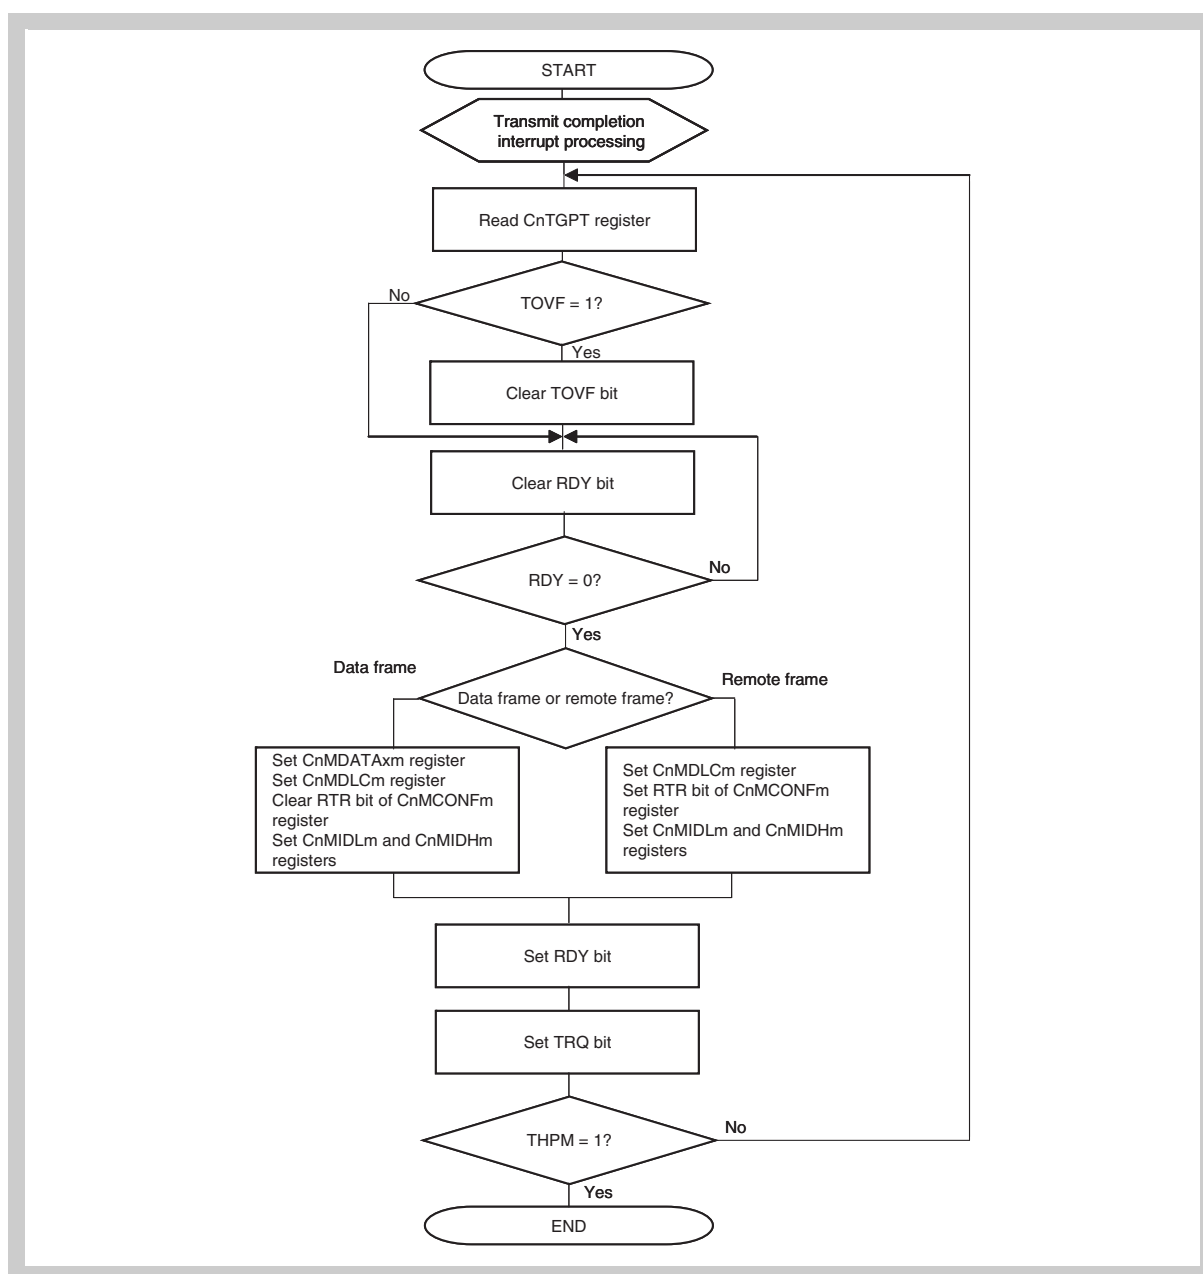 START
Transmit completion
interrupt processing
Read CnTGPT register
No
TOVF = 1?
Yes
Clear TOVF bit
Clear RDY bit
No
RDY = 0?
Yes
Data frame
Remote frame
Data frame or remote frame?
Set CnMDATAxm register
Set CnMDLCm register
Clear RTR bit of CnMCONFm
register
Set CnMIDLm and CnMIDHm
registers
Set CnMDLCm register
Set RTR bit of CnMCONFm
register
Set CnMIDLm and CnMIDHm
registers
Set RDY bit
Set TRQ bit
No
THPM = 1?
Yes
END